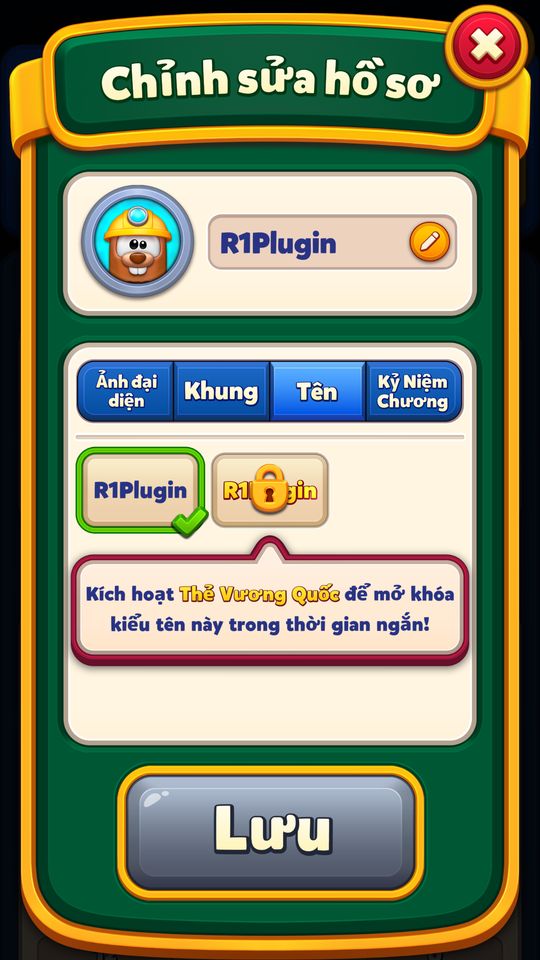 Chỉnh sửa hồ sơ
R1Plugin
Ảnh đại
diện
Khung
Tên
Kỷ Niệm
Chương
R1Plugin
Kích hoạt Thẻ Vương Quốc để mở khóa
kiểu tên này trong thời gian ngắn!
Lưu